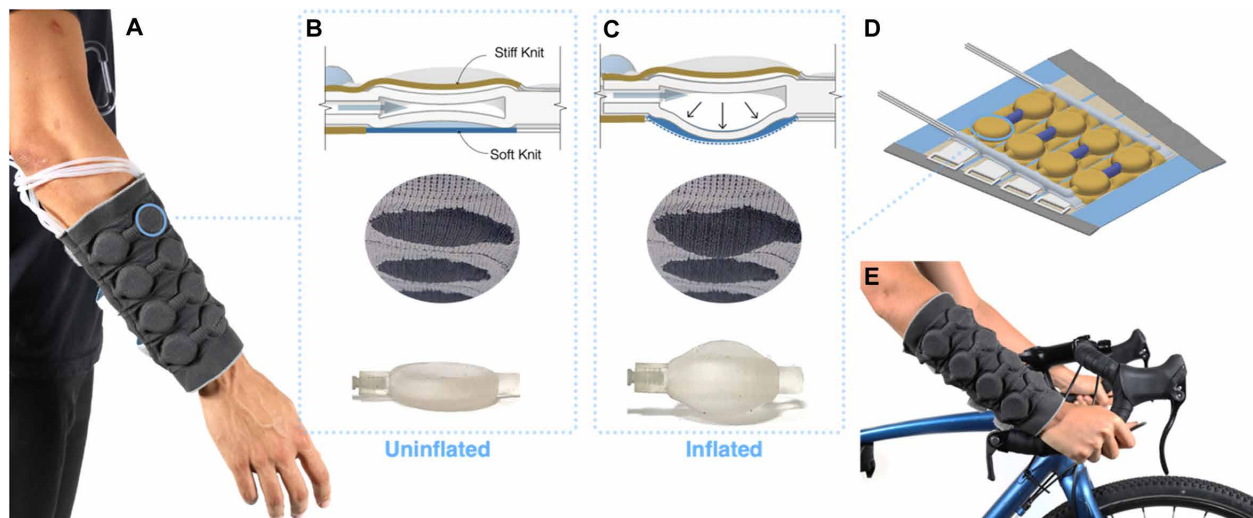 A
B
Stiff Knit
Soft Knit
Uninflated
C
Inflated
D
E